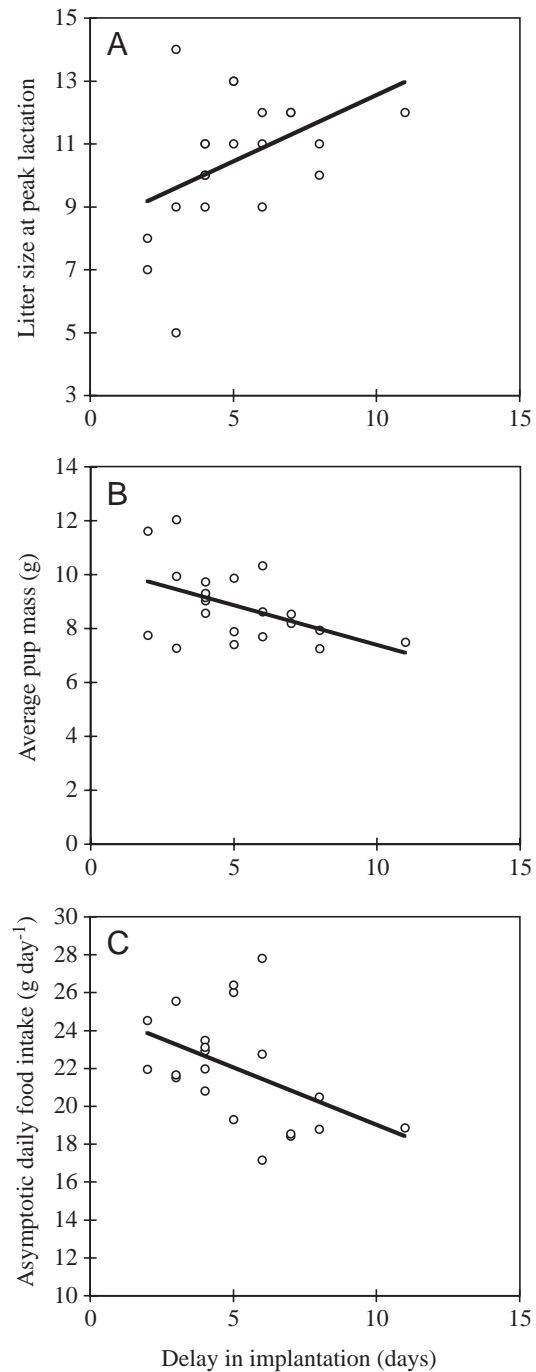 A
Litter size at peak lactation
15
13
11
9
7
5
3
0 5 10 15
B
Average pup mass (g)
14
12
10
8
6
4
2
0
0 5 10 15
C
Asymptotic daily food intake (g day-1)
30
28
26
24
22
20
18
16
14
12
10
0 5 10 15
Delay in implantation (days)